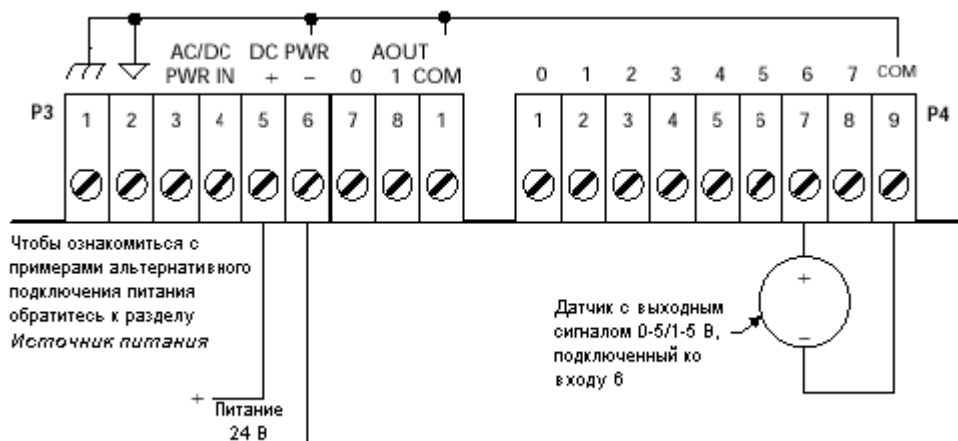 AC/DC DC PWR AOUT
PWR IN + – 0 1 COM 0 1 2 3 4 5 6 7 COM
P3 1 2 3 4 5 6 7 8 1 1 2 3 4 5 6 7 8 9 P4
Чтобы ознакомиться с
примерами альтернативного
подключения питания
обратитесь к разделу
Источник питания
+
Датчик с выходным
сигналом 0-5/1-5 В,
подключенный ко
входу 6
–
+
Питание
24 В